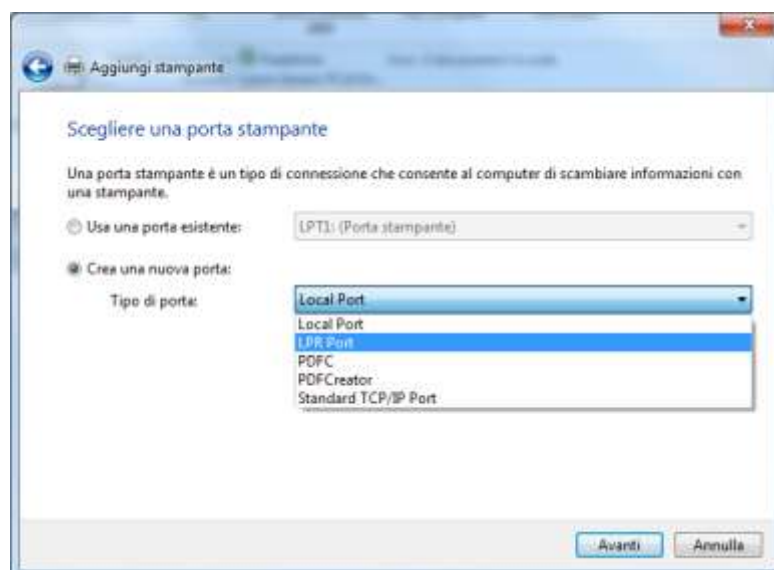 Aggiungi stampante
Scegliere una porta stampante
Una porta stampante è un tipo di connessione che consente al computer di scambiare informazioni con
una stampante.
Usa una porta esistente:
LPT1: (Porta stampante)
Crea una nuova porta:
Tipo di porta:
Local Port
Local Port
LPR Port
PDFC
PDFCreator
Standard TCP/IP Port
Avanti
Annulla